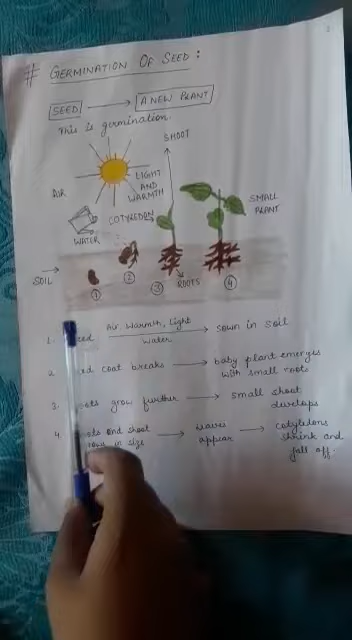 # GERMINATION OF SEED :
SEED → A NEW PLANT
This is germination.
SHOOT
AIR
LIGHT
AND
WARMTH
COTYLEDON
SMALL
PLANT
WATER
SOIL →
ROOTS
① ② ③ ④
1. Air, Warmth, Light → sown in soil
Water
2. coat breaks → baby plant emerges
with small roots
3. grow further → small shoot
develops
4. and shoot → leaves → cotyledons
in size appear shrink and
fall off.